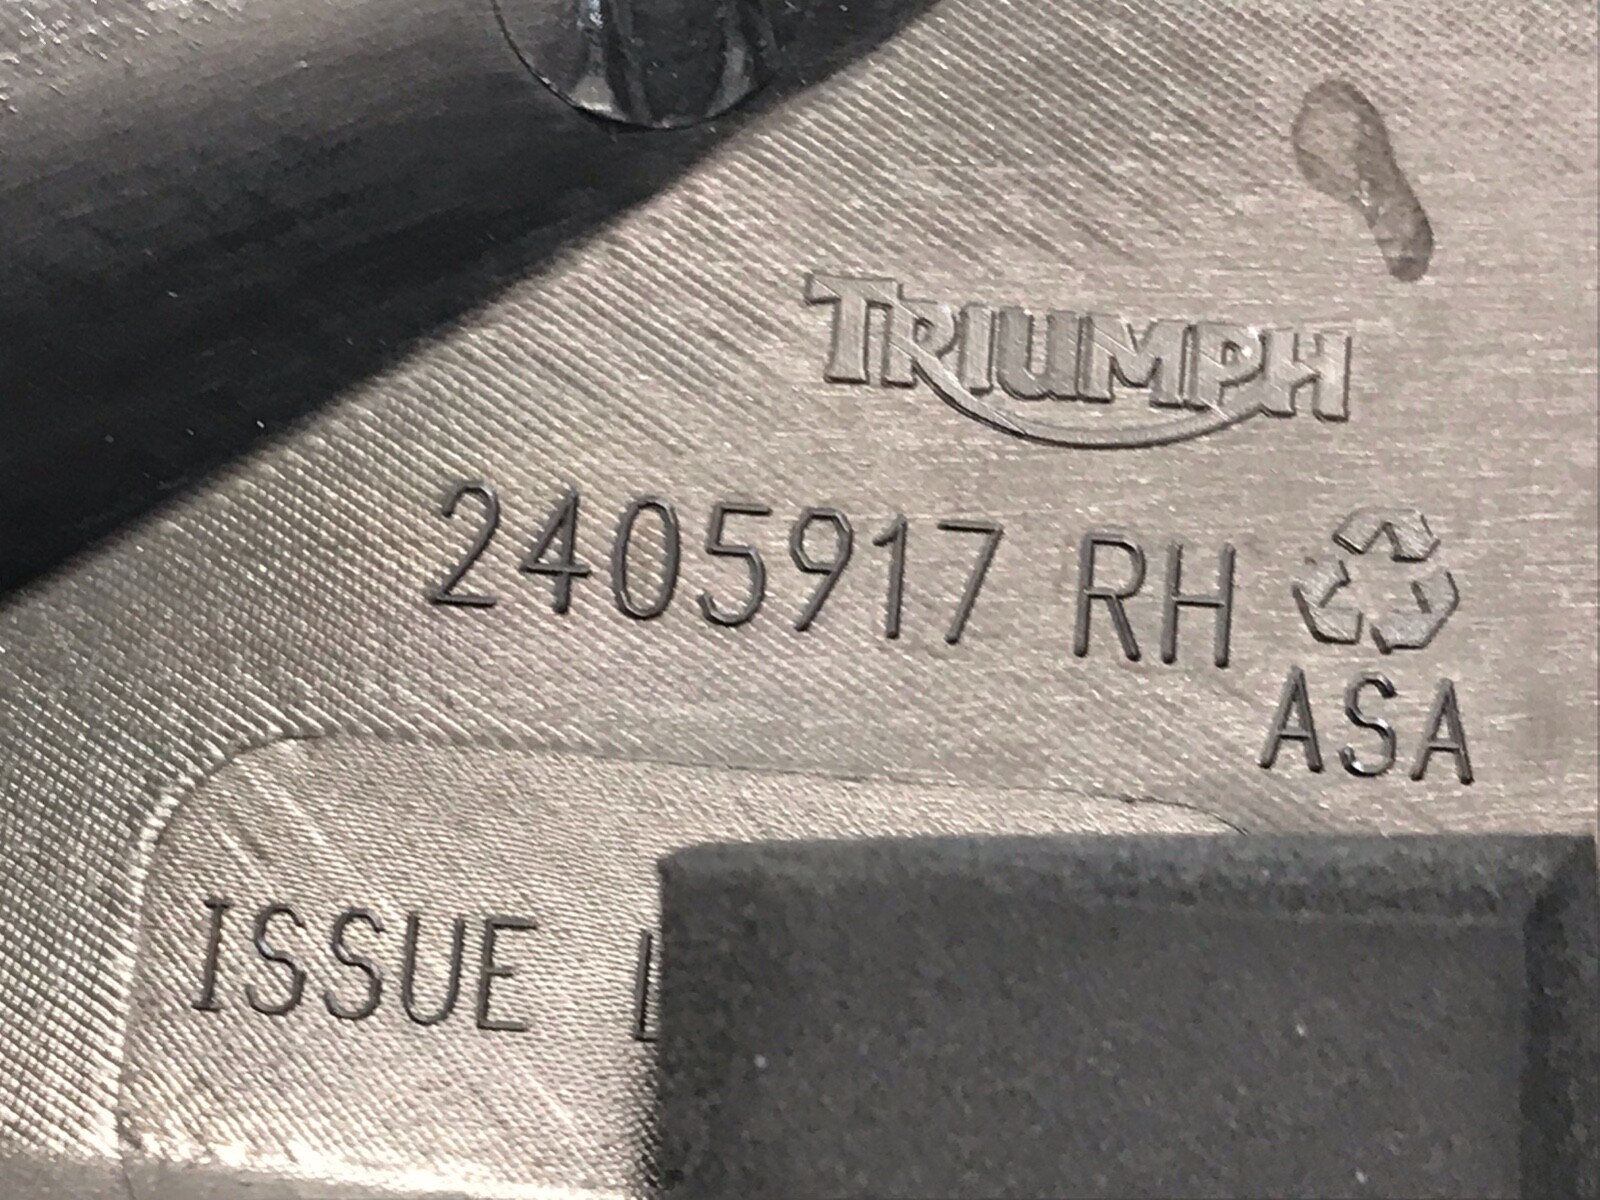 TRIUMPH
2405917 RH
ASA
ISSUE